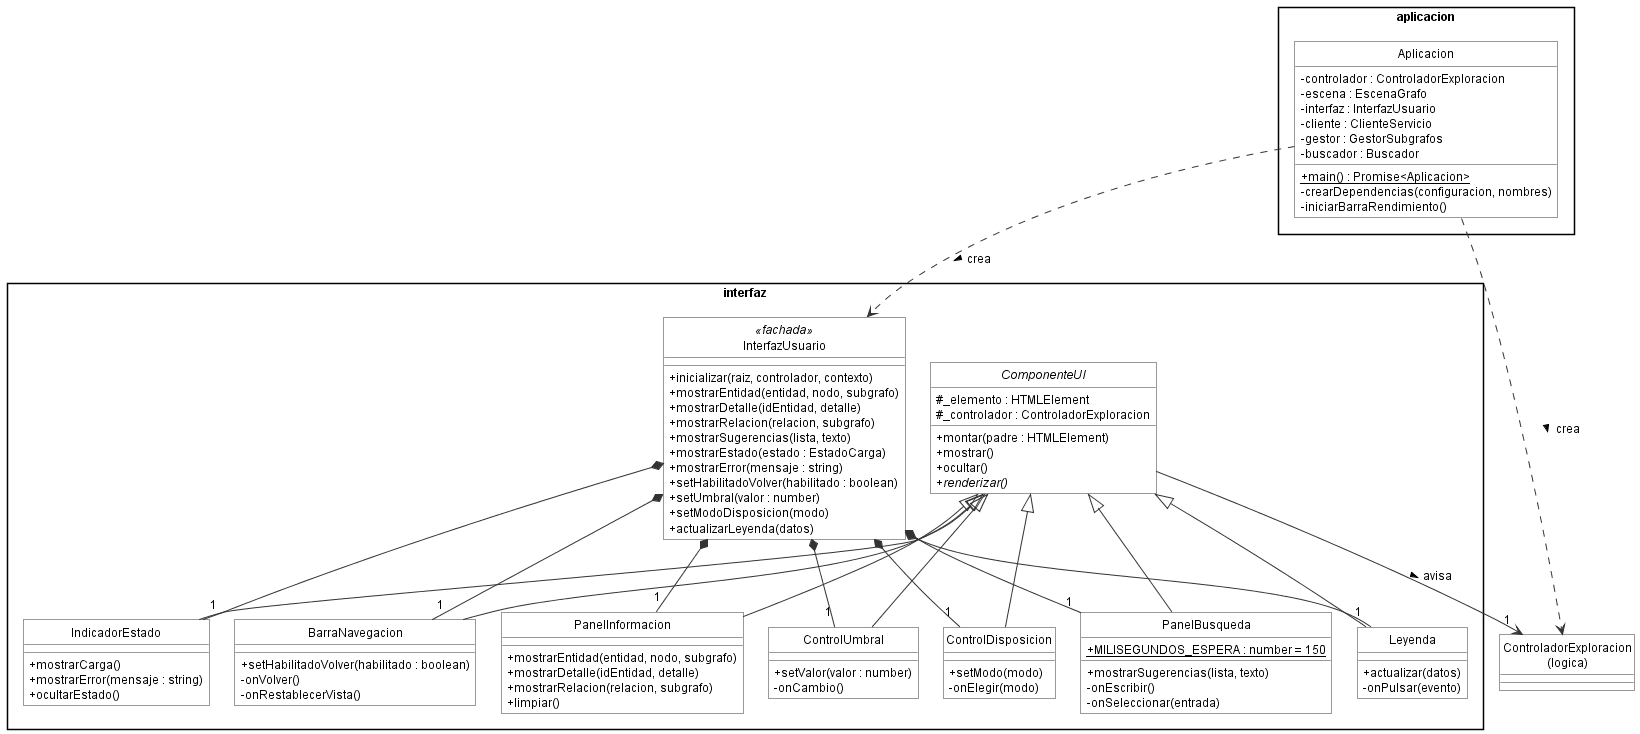 aplicacion
Aplicacion
-controlador : ControladorExploracion
-escena : EscenaGrafo
-interfaz : InterfazUsuario
-cliente : ClienteServicio
-gestor : GestorSubgrafos
-buscador : Buscador
+main() : Promise<Aplicacion>
-crearDependencias(configuracion, nombres)
-iniciarBarraRendimiento()
crea
crea
interfaz
«fachada»
InterfazUsuario
+inicializar(raiz, controlador, contexto)
+mostrarEntidad(entidad, nodo, subgrafo)
+mostrarDetalle(idEntidad, detalle)
+mostrarRelacion(relacion, subgrafo)
+mostrarSugerencias(lista, texto)
+mostrarEstado(estado : EstadoCarga)
+mostrarError(mensaje : string)
+setHabilitadoVolver(habilitado : boolean)
+setUmbral(valor : number)
+setModoDisposicion(modo)
+actualizarLeyenda(datos)
ComponenteUI
#_elemento : HTMLElement
#_controlador : ControladorExploracion
+montar(padre : HTMLElement)
+mostrar()
+ocultar()
+renderizar()
avisa
1
1
1
1
1
1
1
1
IndicadorEstado
+mostrarCarga()
+mostrarError(mensaje : string)
+ocultarEstado()
BarraNavegacion
+setHabilitadoVolver(habilitado : boolean)
-onVolver()
-onRestablecerVista()
PanelInformacion
+mostrarEntidad(entidad, nodo, subgrafo)
+mostrarDetalle(idEntidad, detalle)
+mostrarRelacion(relacion, subgrafo)
+limpiar()
ControlUmbral
+setValor(valor : number)
-onCambio()
ControlDisposicion
+setModo(modo)
-onElegir(modo)
PanelBusqueda
+MILISEGUNDOS_ESPERA : number = 150
+mostrarSugerencias(lista, texto)
-onEscribir()
-onSeleccionar(entrada)
Leyenda
+actualizar(datos)
-onPulsar(evento)
ControladorExploracion
(logica)